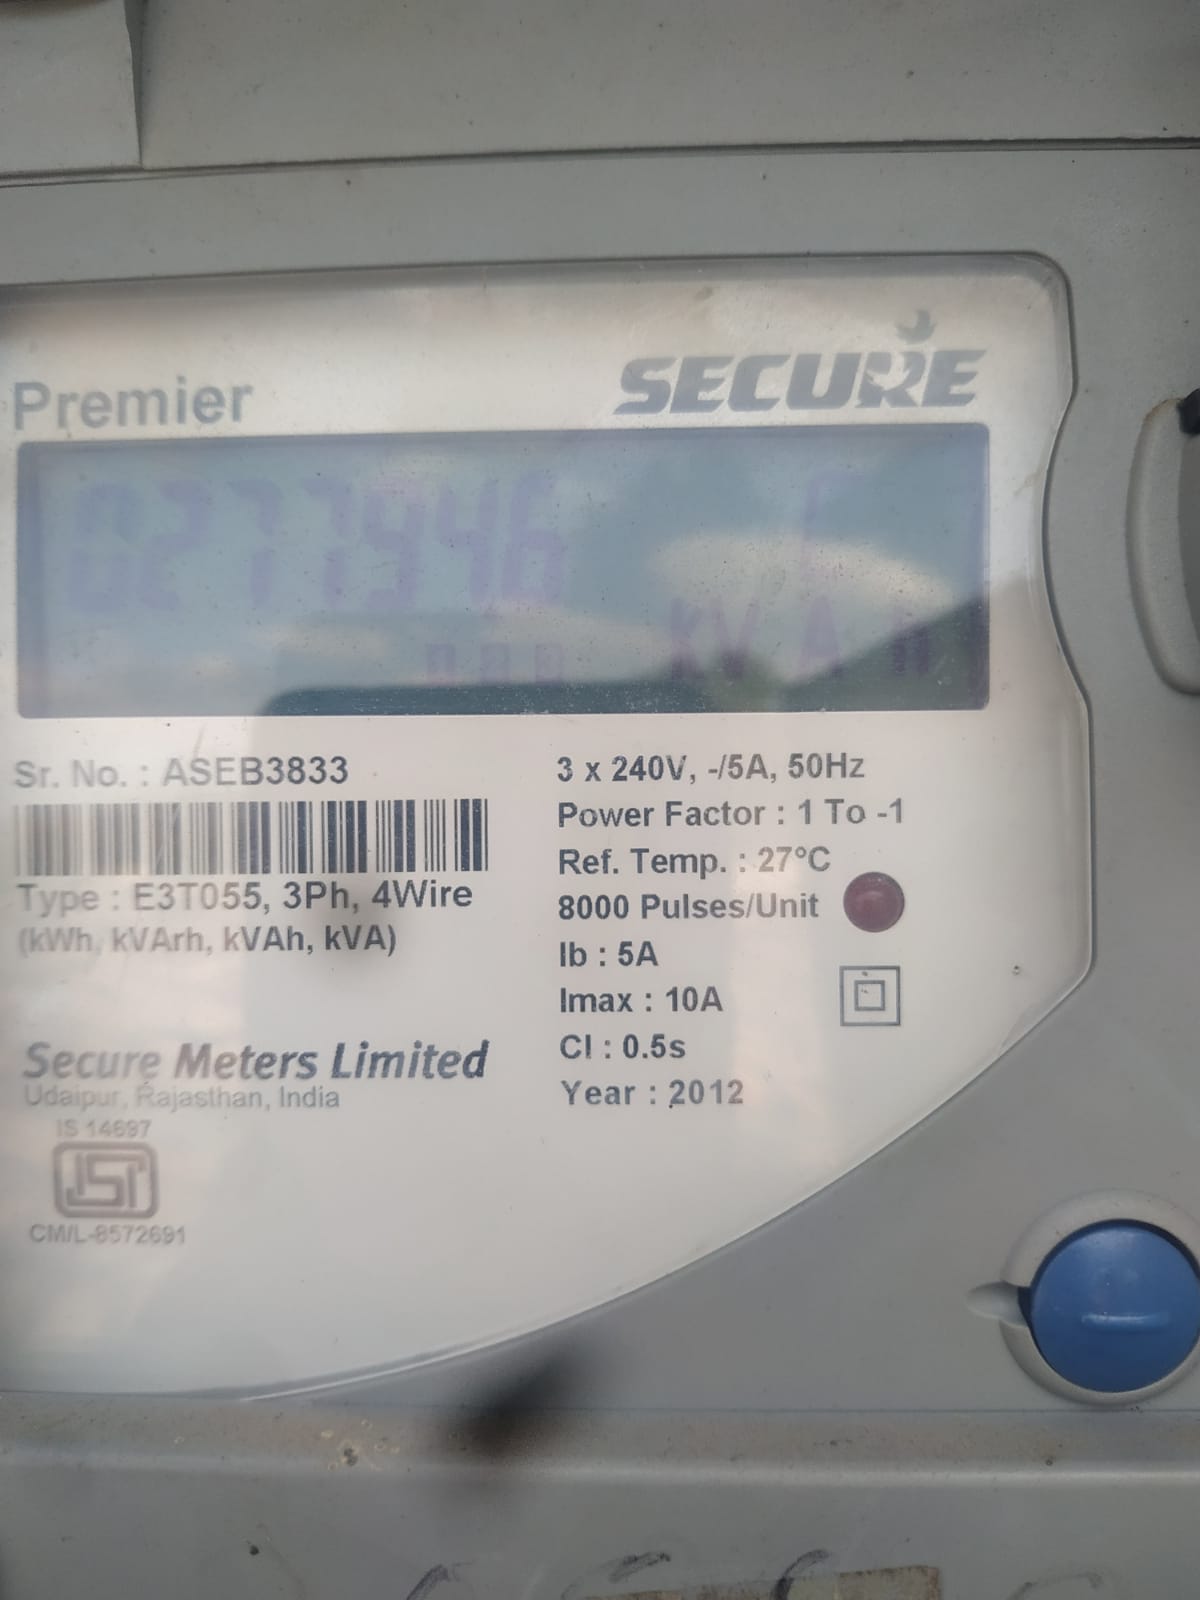 SECURE
Premier
0277946
kVAh
Sr. No. : ASEB3833
Type : E3T055, 3Ph, 4Wire
(kWh, kVArh, kVAh, kVA)
3 x 240V, -/5A, 50Hz
Power Factor : 1 To -1
Ref. Temp. : 27°C
8000 Pulses/Unit
Ib : 5A
Imax : 10A
Cl : 0.5s
Year : 2012
Secure Meters Limited
Udaipur, Rajasthan, India
IS 14697
ISI
CM/L-8572691